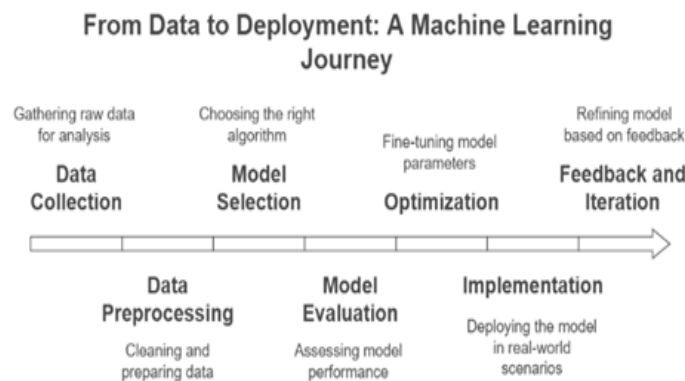 From Data to Deployment: A Machine Learning
Journey
Gathering raw data
for analysis
Data
Collection
Choosing the right
algorithm
Model
Selection
Fine-tuning model
parameters
Optimization
Refining model
based on feedback
Feedback and
Iteration
Data
Preprocessing
Cleaning and
preparing data
Model
Evaluation
Assessing model
performance
Implementation
Deploying the model
in real-world
scenarios